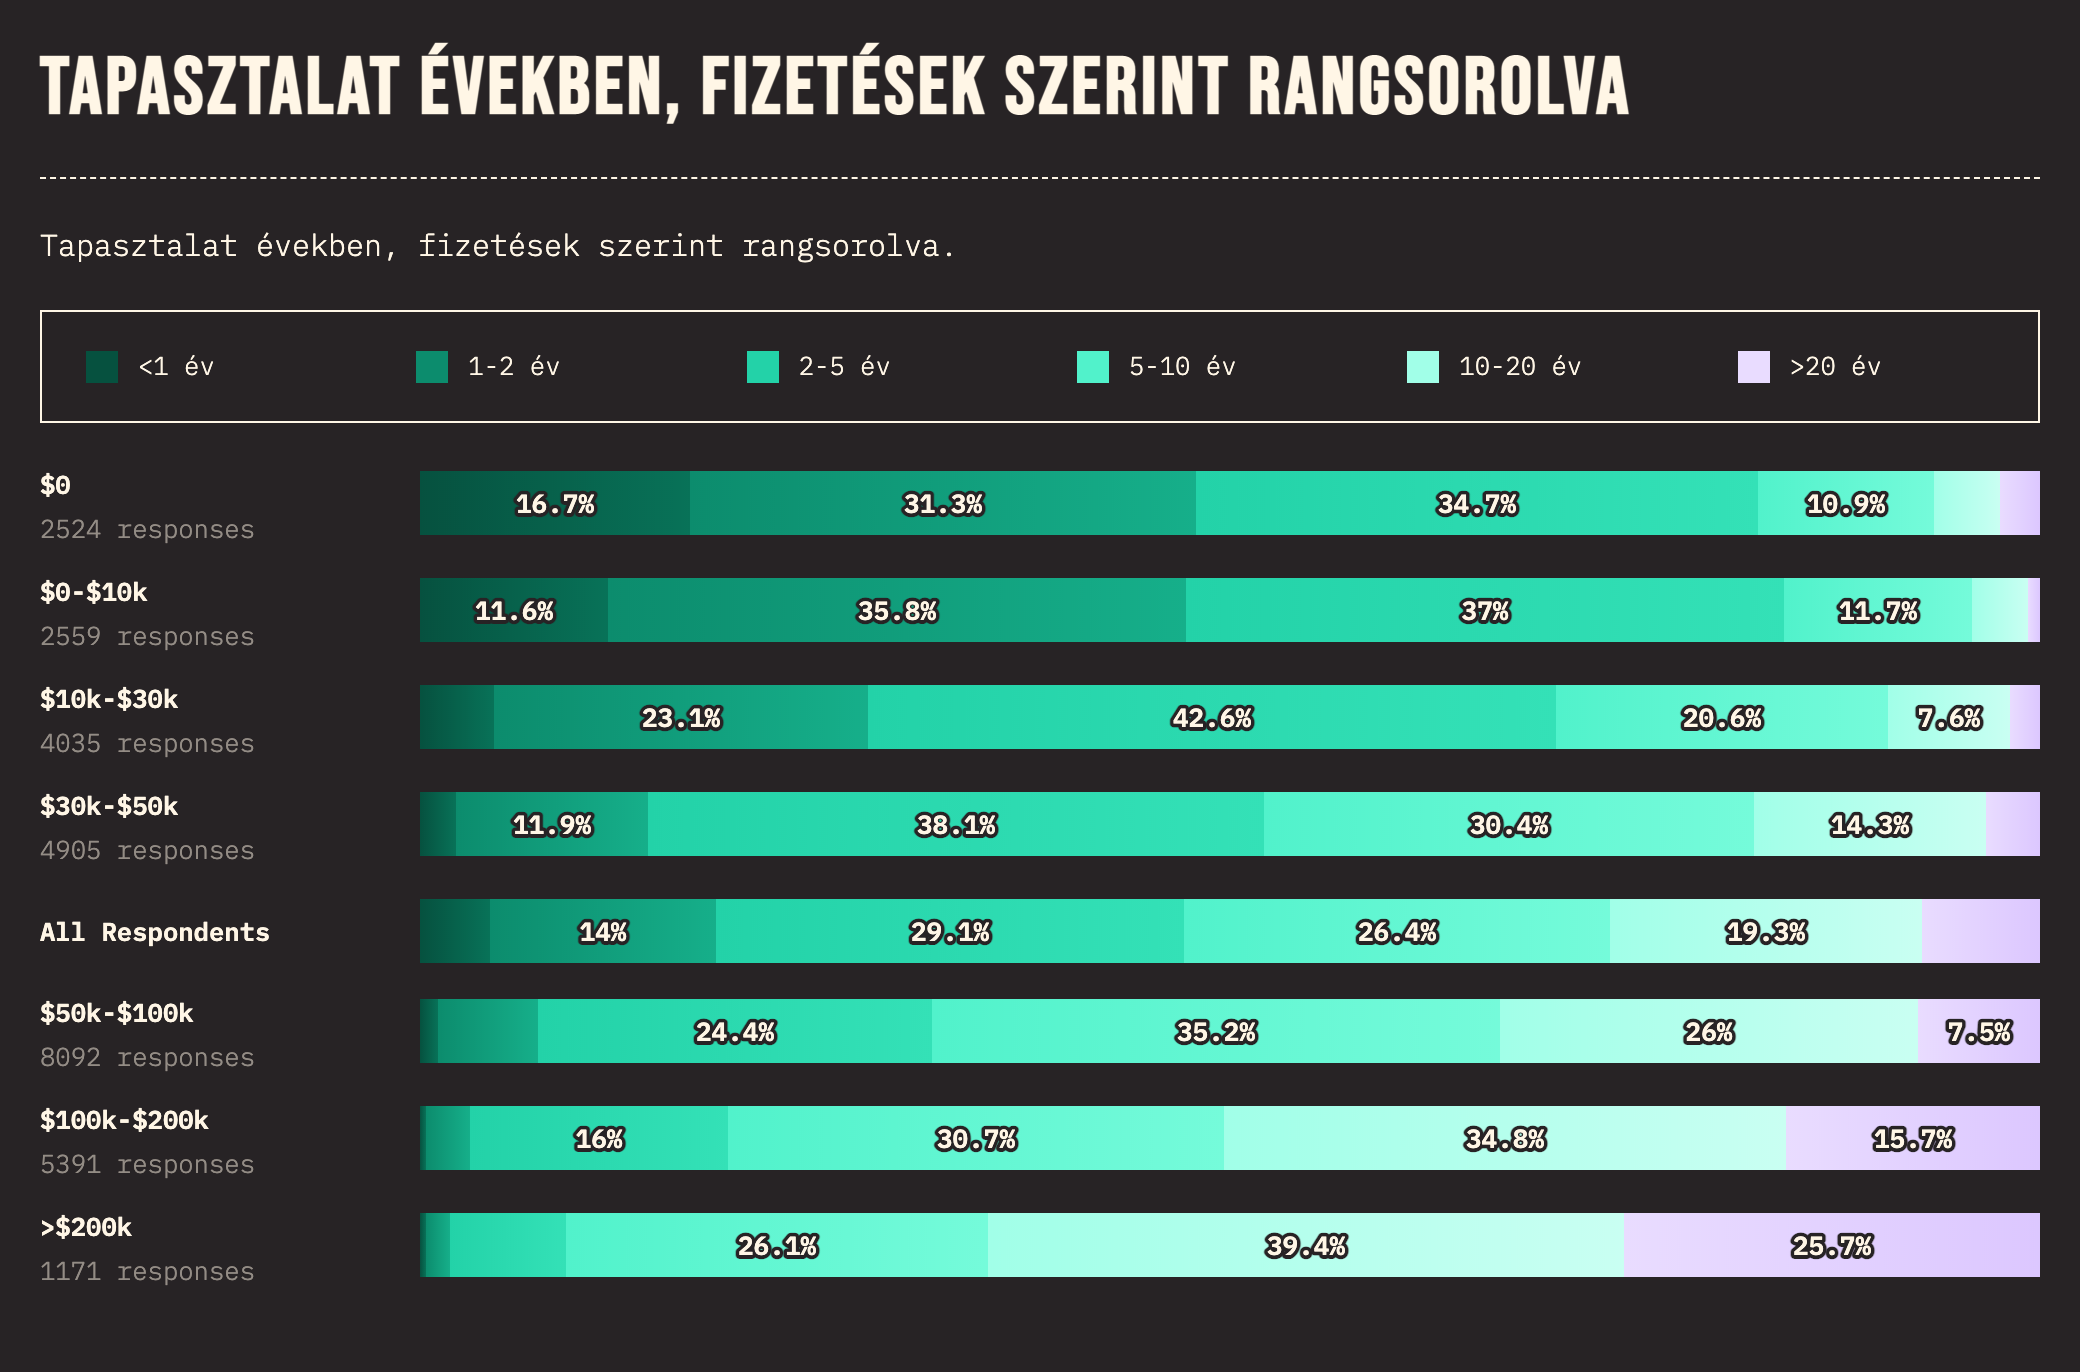 TAPASZTALAT ÉVEKBEN, FIZETÉSEK SZERINT RANGSOROLVA
Tapasztalat években, fizetések szerint rangsorolva.
<1 év 1-2 év 2-5 év 5-10 év 10-20 év >20 év
$0
2524 responses
16.7% 31.3% 34.7% 10.9%
$0-$10k
2559 responses
11.6% 35.8% 37% 11.7%
$10k-$30k
4035 responses
23.1% 42.6% 20.6% 7.6%
$30k-$50k
4905 responses
11.9% 38.1% 30.4% 14.3%
All Respondents
14% 29.1% 26.4% 19.3%
$50k-$100k
8092 responses
24.4% 35.2% 26% 7.5%
$100k-$200k
5391 responses
16% 30.7% 34.8% 15.7%
>$200k
1171 responses
26.1% 39.4% 25.7%